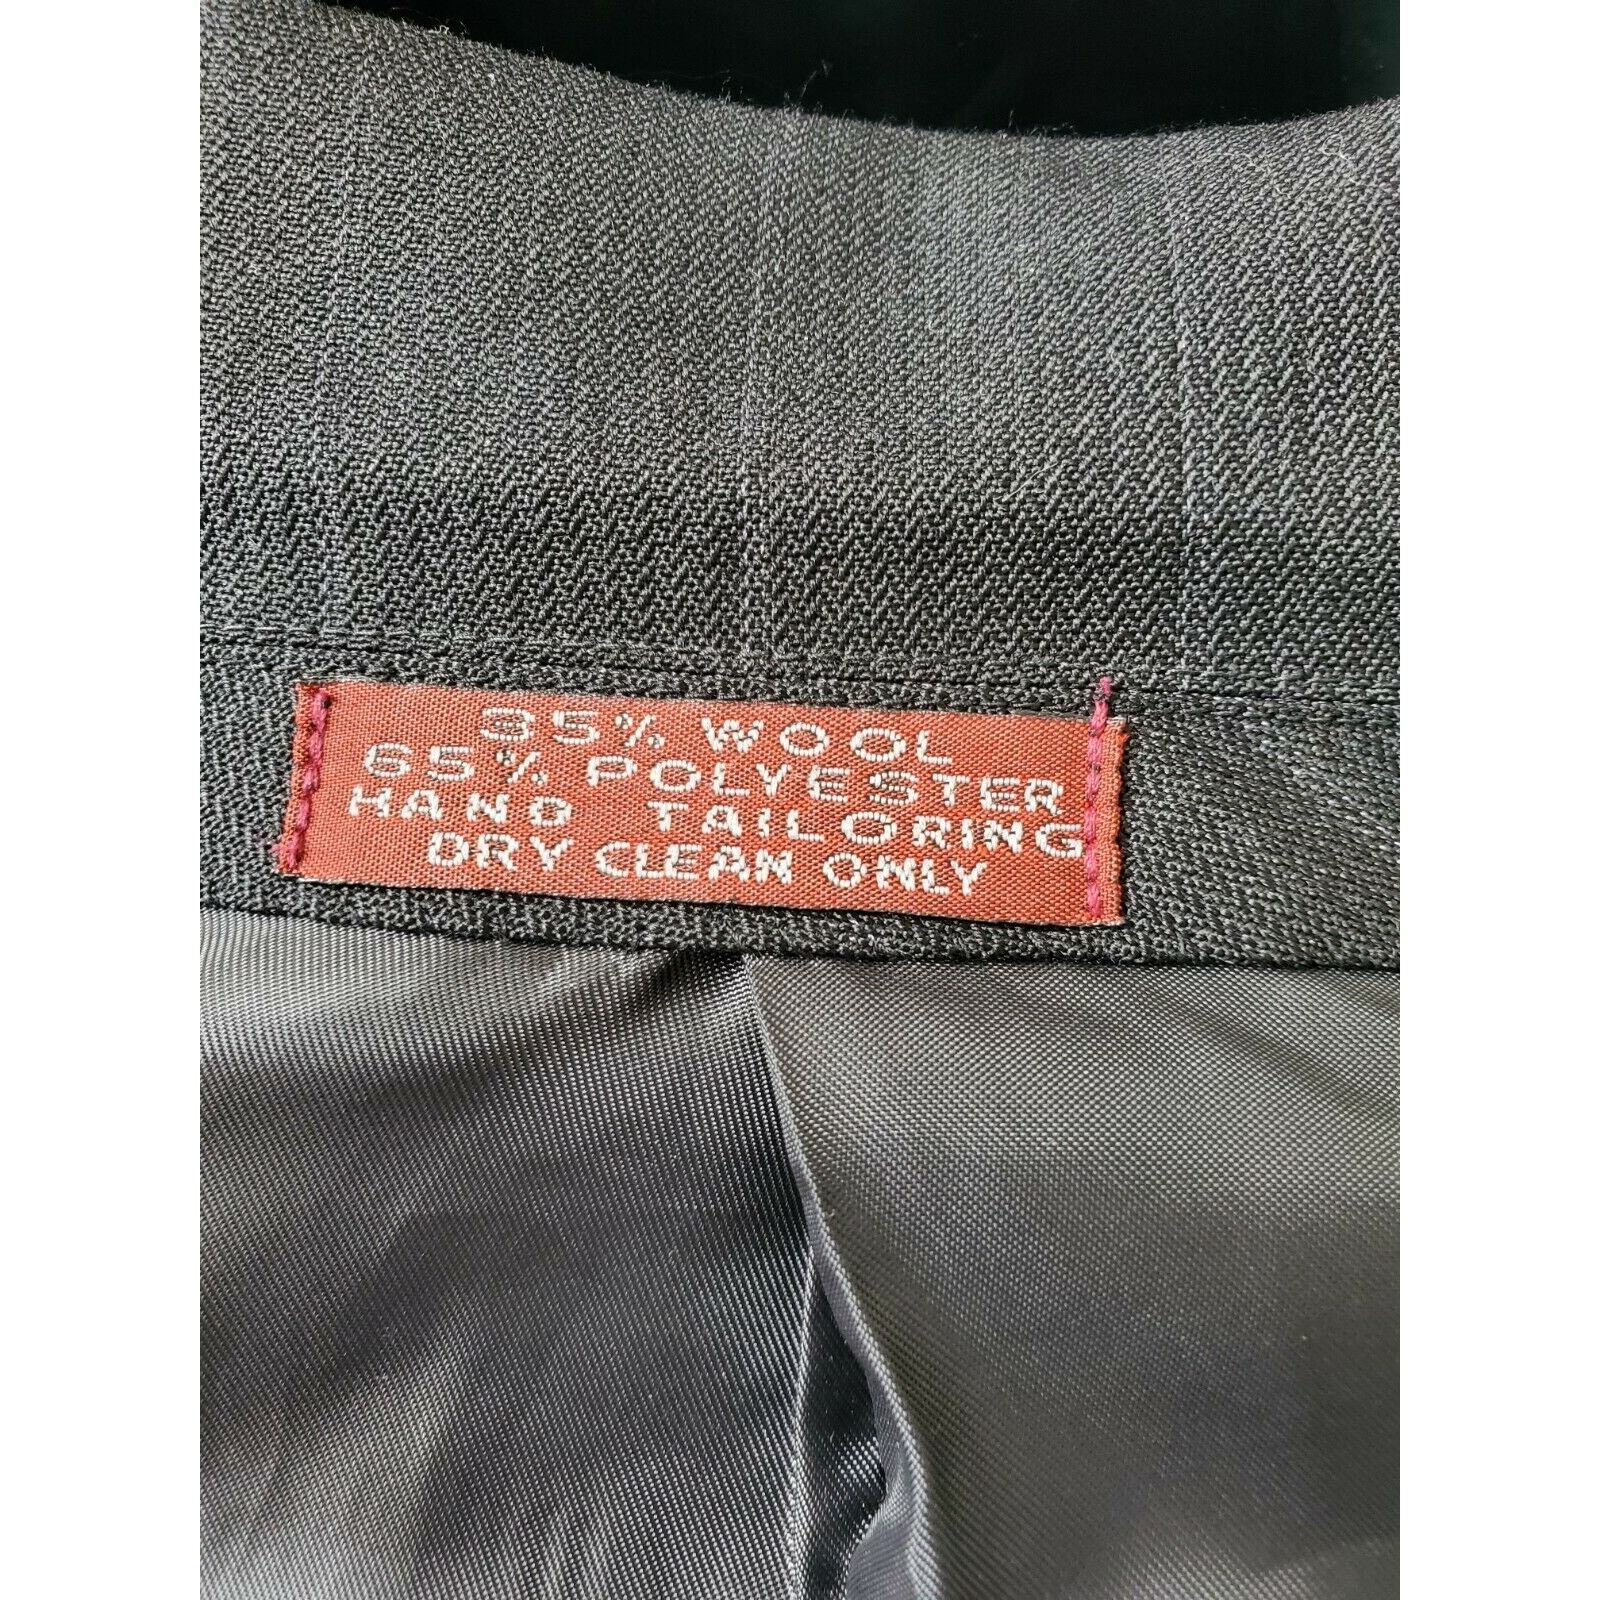 35% WOOL
65% POLYESTER
HAND TAILORING
DRY CLEAN ONLY